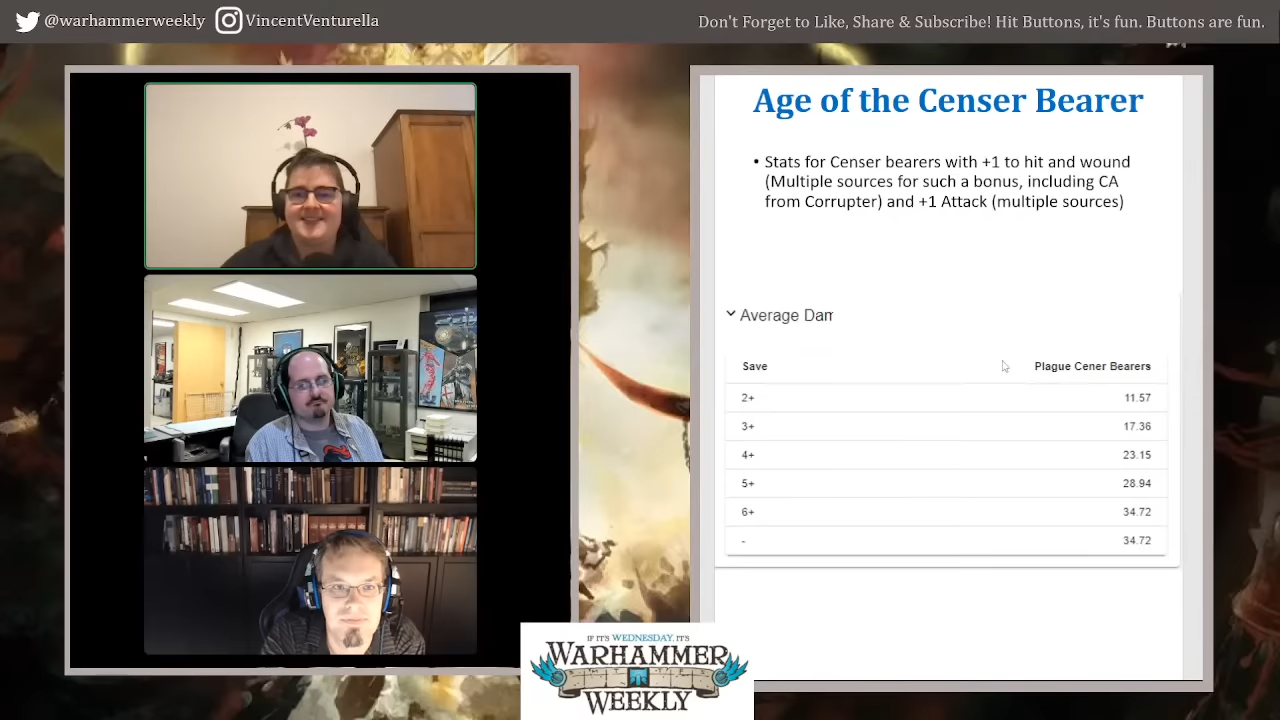 @warhammerweekly VincentVenturella
Don't Forget to Like, Share & Subscribe! Hit Buttons, it's fun. Buttons are fun.
Age of the Censer Bearer
• Stats for Censer bearers with +1 to hit and wound
(Multiple sources for such a bonus, including CA
from Corrupter) and +1 Attack (multiple sources)
Average Dam
Save Plague Cener Bearers
2+ 11.57
3+ 17.36
4+ 23.15
5+ 28.94
6+ 34.72
- 34.72
IF IT'S WEDNESDAY, IT'S
WARHAMMER
WEEKLY